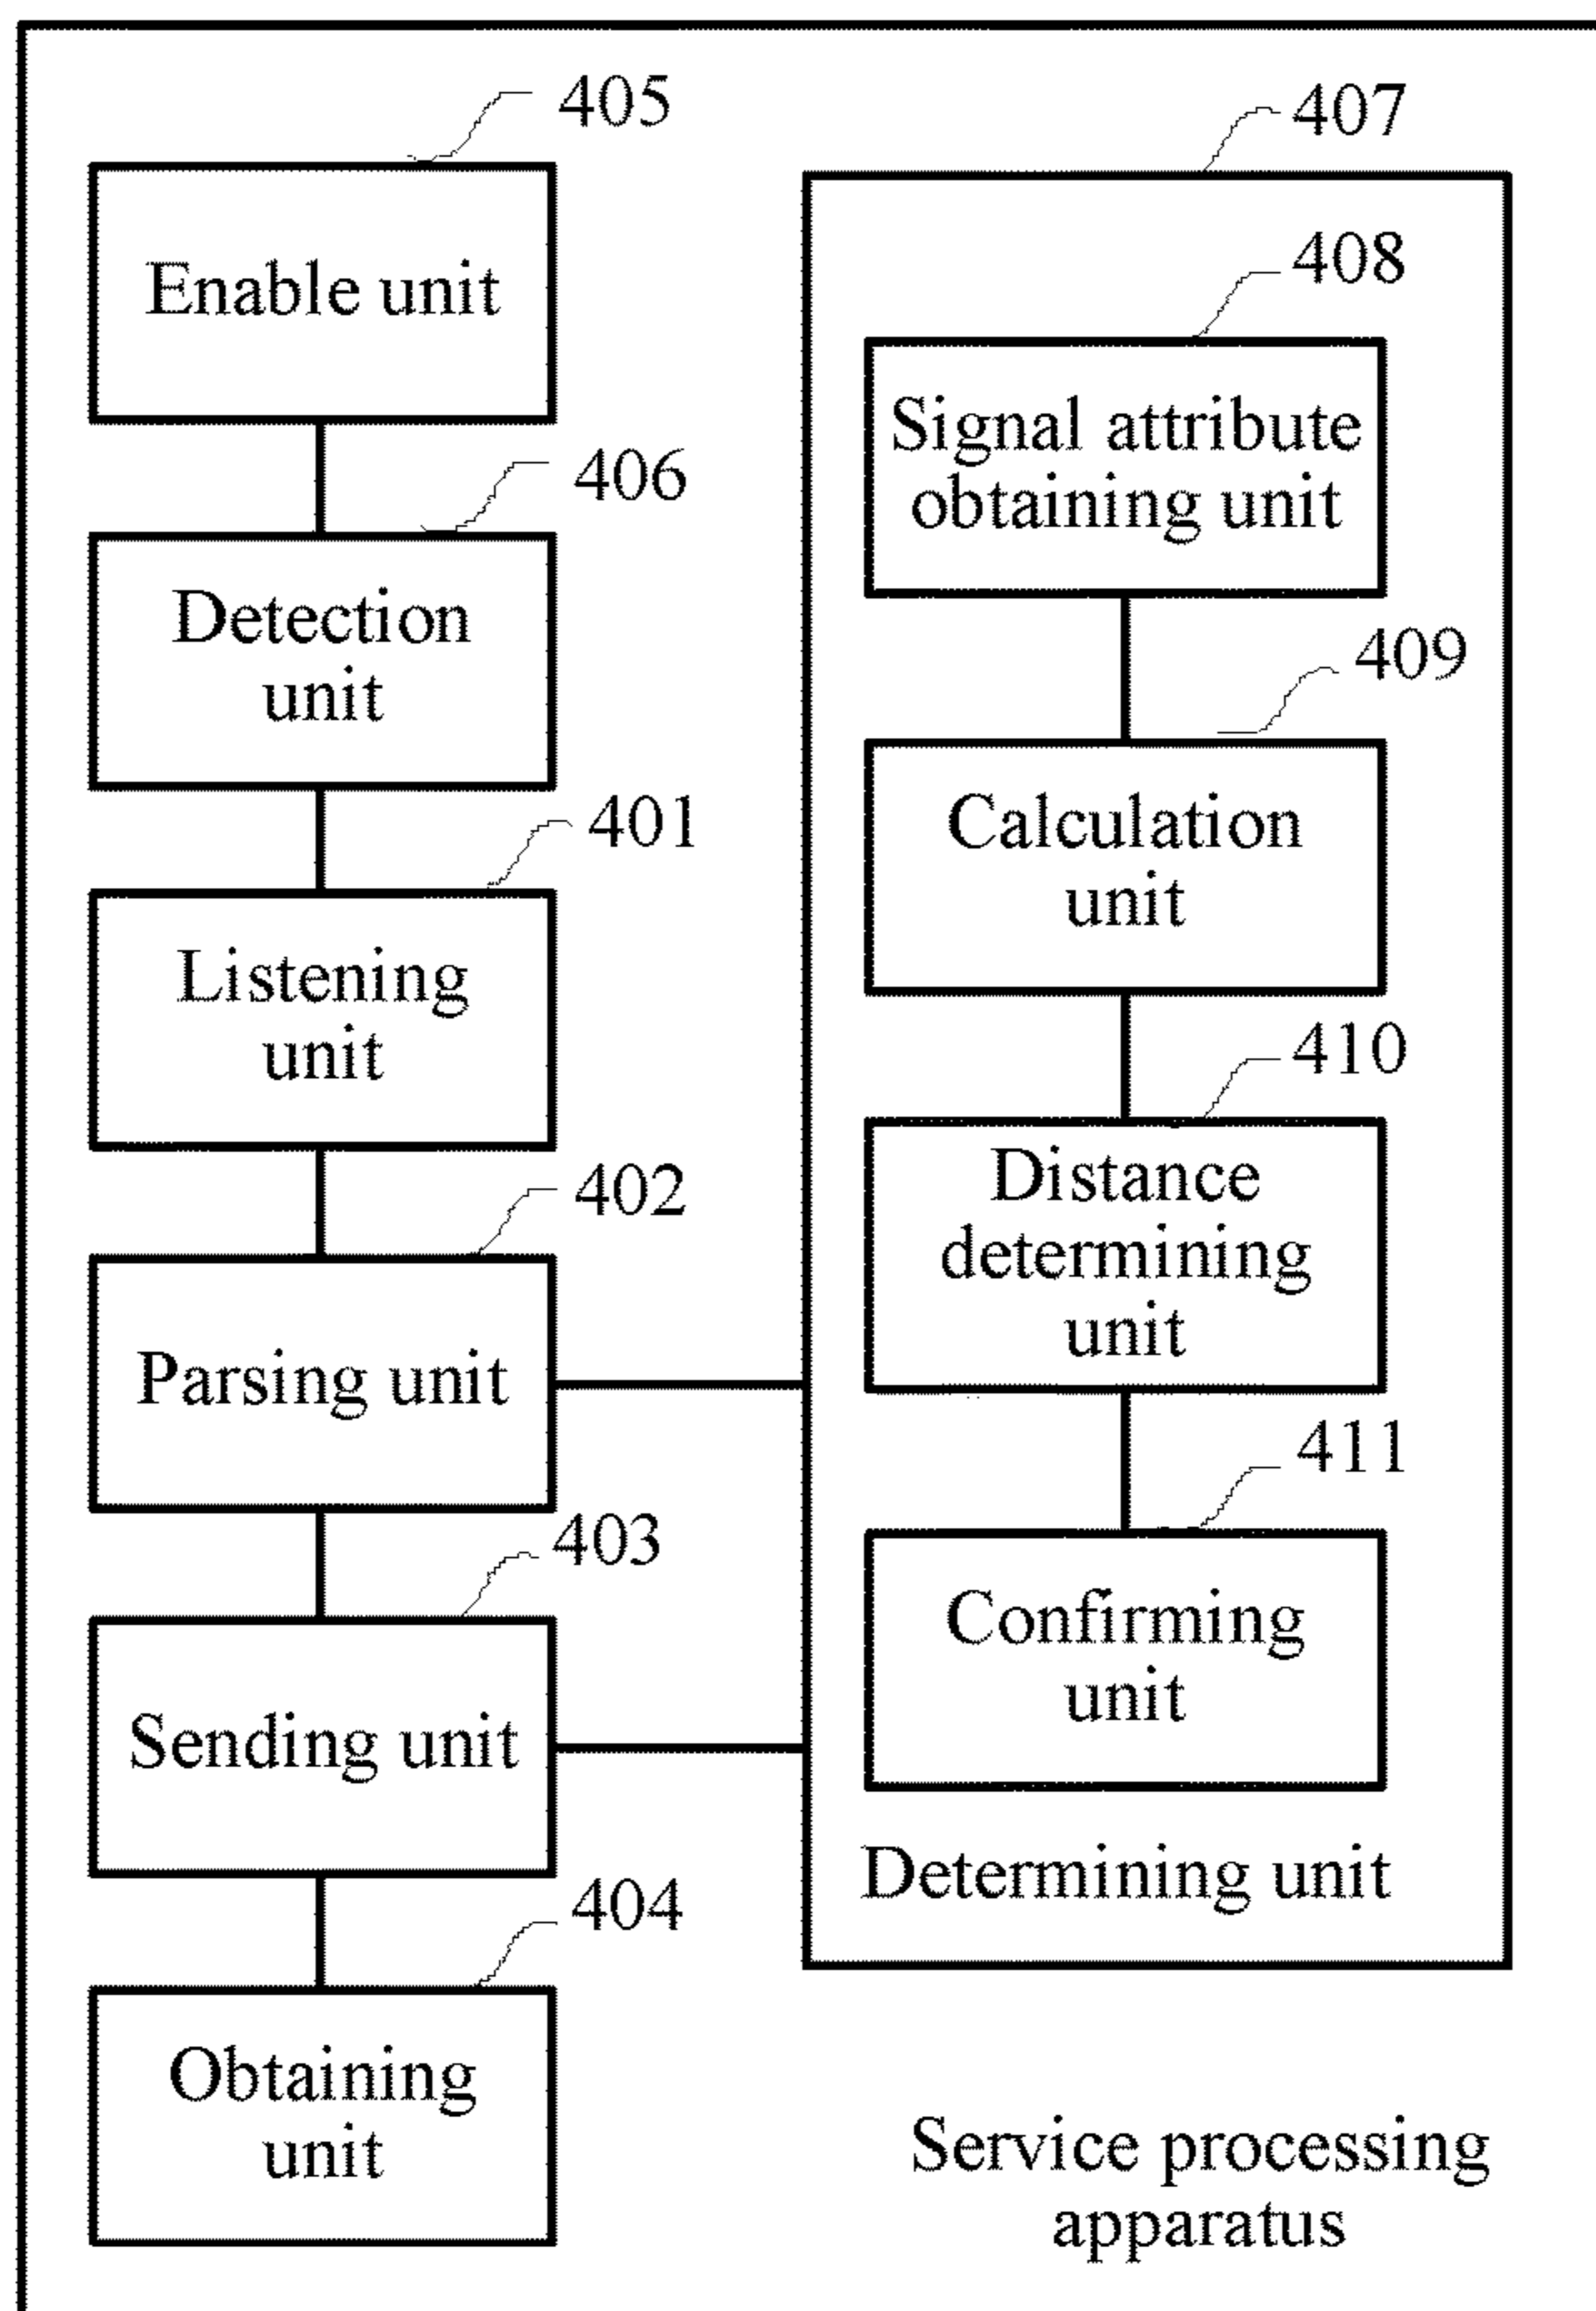 405
Enable unit
406
Detection
unit
401
Listening
unit
402
Parsing unit
403
Sending unit
404
Obtaining
unit
407
408
Signal attribute
obtaining unit
409
Calculation
unit
410
Distance
determining
unit
411
Confirming
unit
Determining unit
Service processing
apparatus